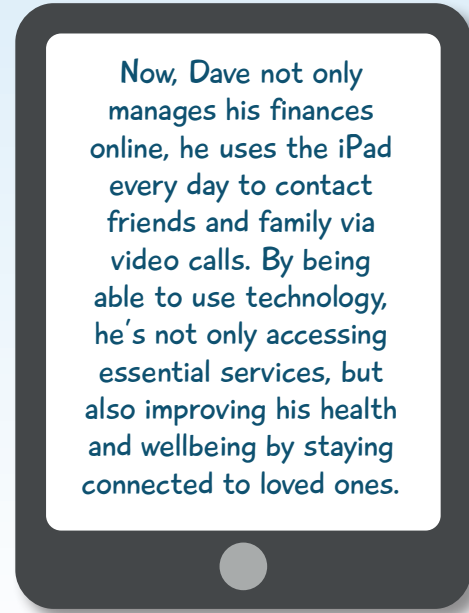 Now, Dave not only
manages his finances
online, he uses the iPad
every day to contact
friends and family via
video calls. By being
able to use technology,
he's not only accessing
essential services, but
also improving his health
and wellbeing by staying
connected to loved ones.